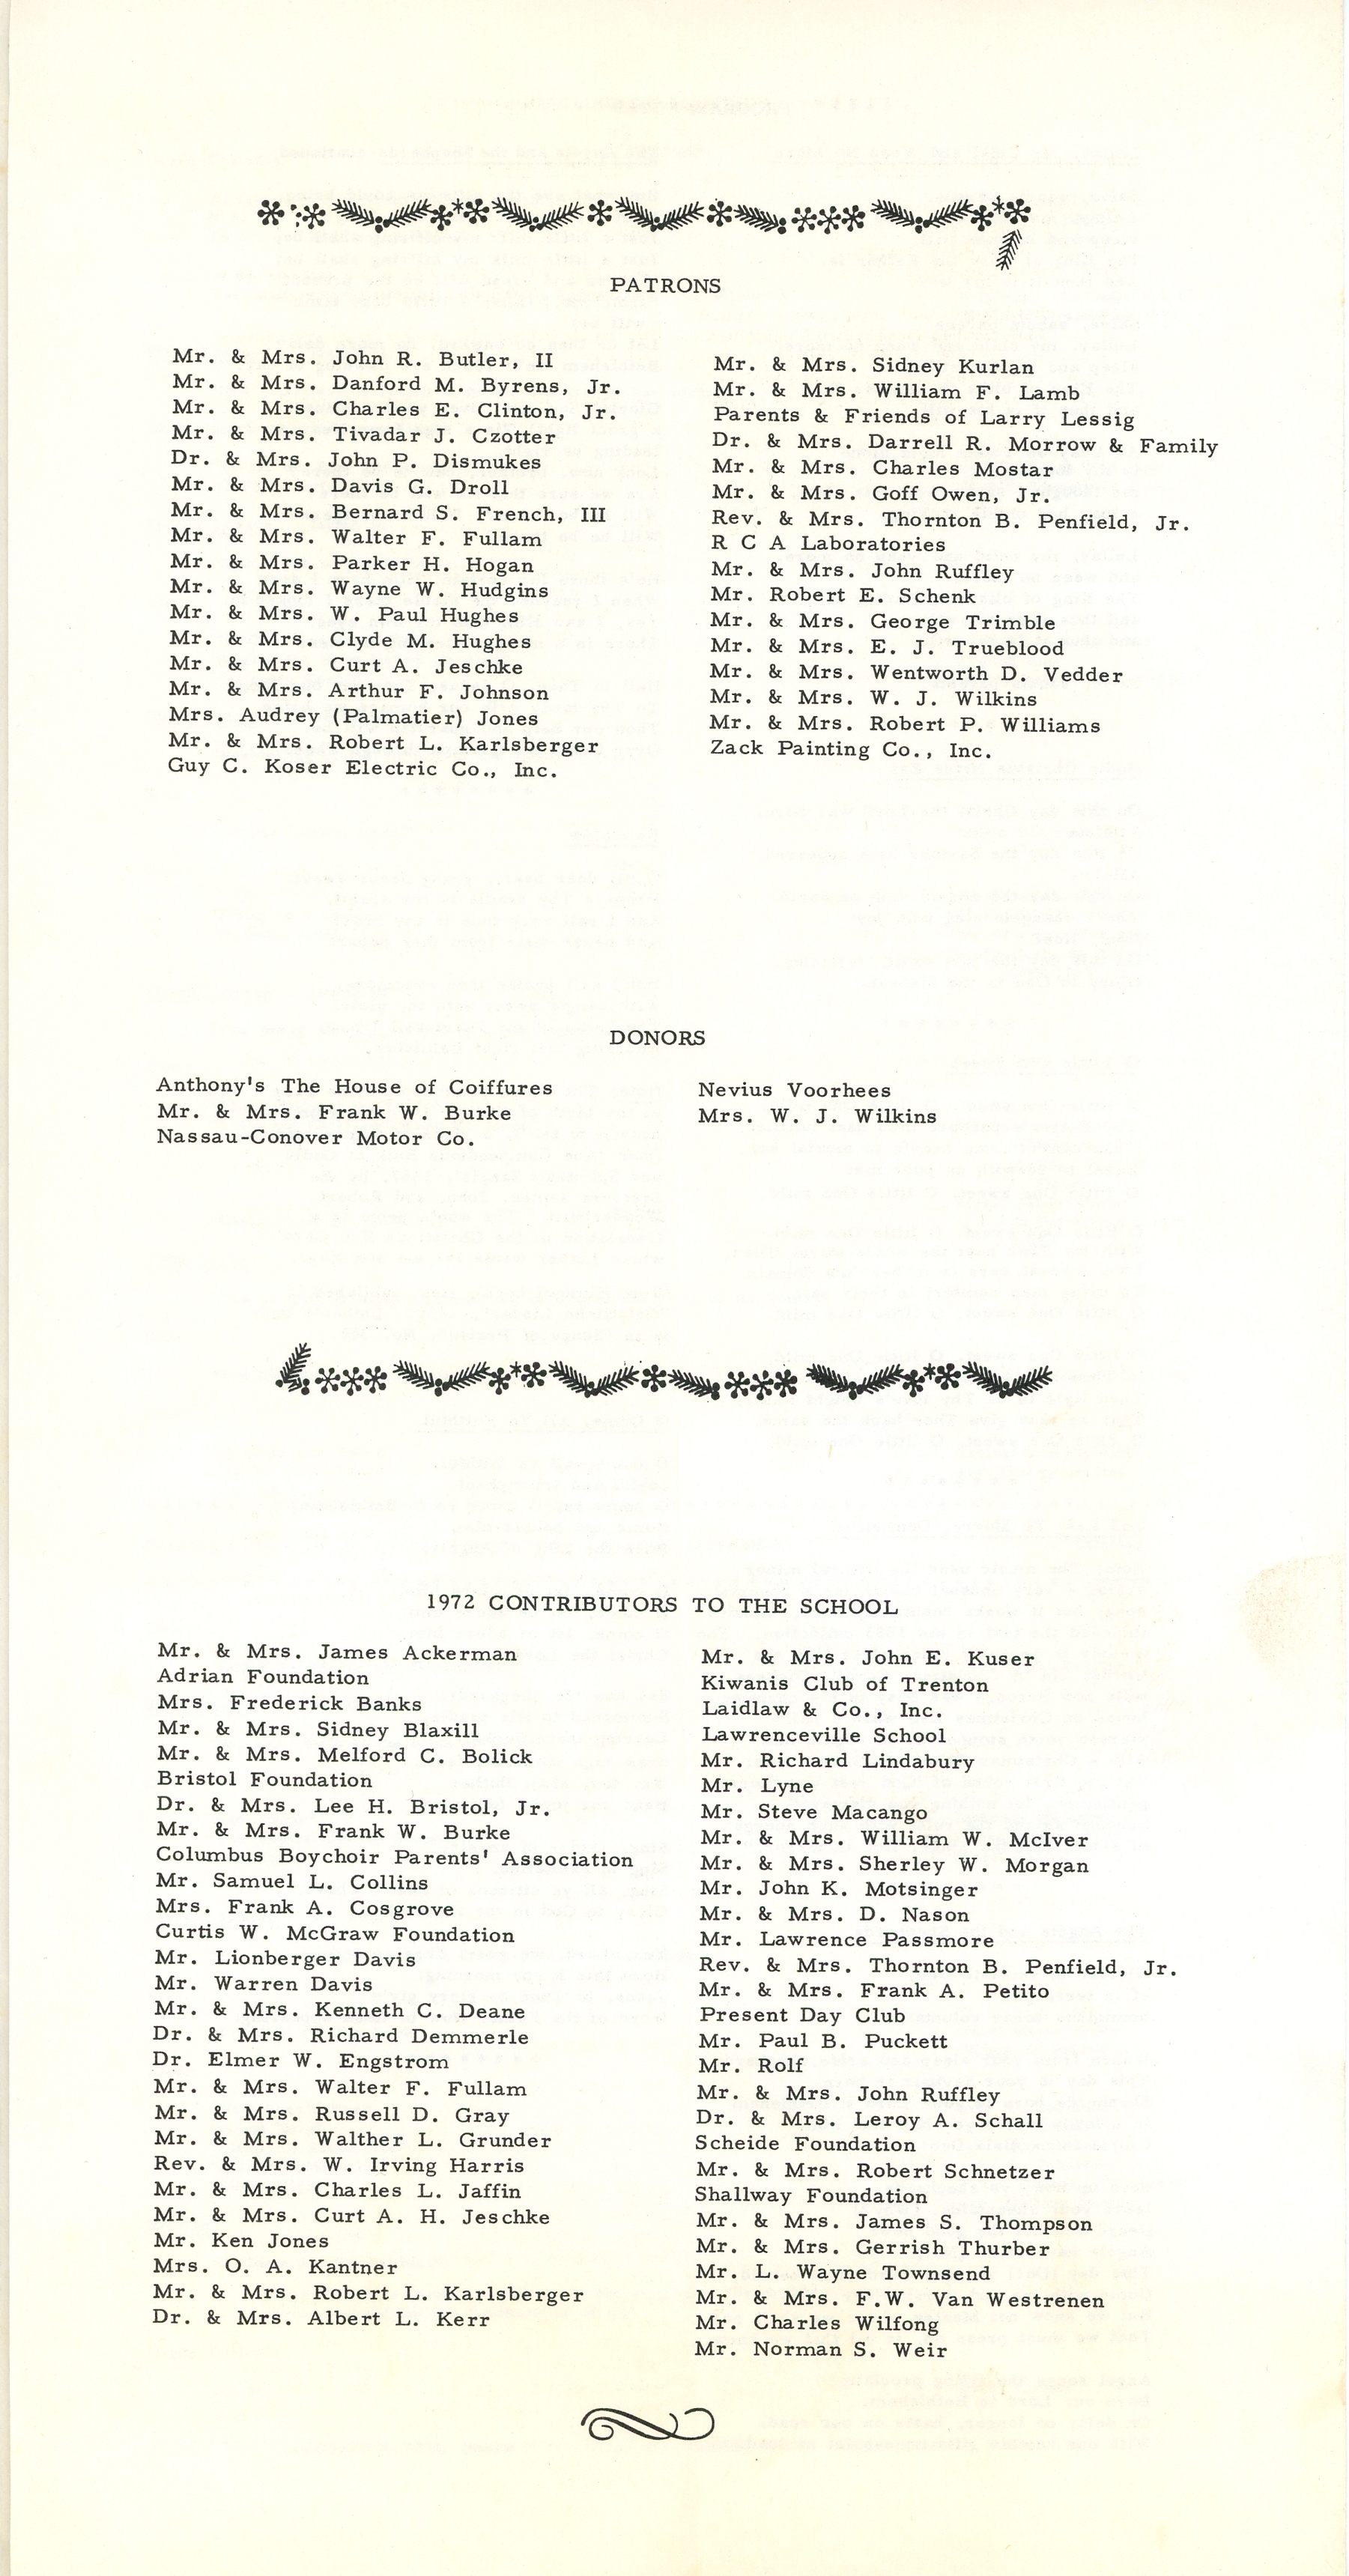 PATRONS
Mr. & Mrs. John R. Butler, II
Mr. & Mrs. Danford M. Byrens, Jr.
Mr. & Mrs. Charles E. Clinton, Jr.
Mr. & Mrs. Tivadar J. Czotter
Dr. & Mrs. John P. Dismukes
Mr. & Mrs. Davis G. Droll
Mr. & Mrs. Bernard S. French, III
Mr. & Mrs. Walter F. Fullam
Mr. & Mrs. Parker H. Hogan
Mr. & Mrs. Wayne W. Hudgins
Mr. & Mrs. W. Paul Hughes
Mr. & Mrs. Clyde M. Hughes
Mr. & Mrs. Curt A. Jeschke
Mr. & Mrs. Arthur F. Johnson
Mrs. Audrey (Palmatier) Jones
Mr. & Mrs. Robert L. Karlsberger
Guy C. Koser Electric Co., Inc.
Mr. & Mrs. Sidney Kurlan
Mr. & Mrs. William F. Lamb
Parents & Friends of Larry Lessig
Dr. & Mrs. Darrell R. Morrow & Family
Mr. & Mrs. Charles Mostar
Mr. & Mrs. Goff Owen, Jr.
Rev. & Mrs. Thornton B. Penfield, Jr.
R C A Laboratories
Mr. & Mrs. John Ruffley
Mr. Robert E. Schenk
Mr. & Mrs. George Trimble
Mr. & Mrs. E. J. Trueblood
Mr. & Mrs. Wentworth D. Vedder
Mr. & Mrs. W. J. Wilkins
Mr. & Mrs. Robert P. Williams
Zack Painting Co., Inc.
DONORS
Anthony's The House of Coiffures
Mr. & Mrs. Frank W. Burke
Nassau-Conover Motor Co.
Nevius Voorhees
Mrs. W. J. Wilkins
1972 CONTRIBUTORS TO THE SCHOOL
Mr. & Mrs. James Ackerman
Adrian Foundation
Mrs. Frederick Banks
Mr. & Mrs. Sidney Blaxill
Mr. & Mrs. Melford C. Bolick
Bristol Foundation
Dr. & Mrs. Lee H. Bristol, Jr.
Mr. & Mrs. Frank W. Burke
Columbus Boychoir Parents' Association
Mr. Samuel L. Collins
Mrs. Frank A. Cosgrove
Curtis W. McGraw Foundation
Mr. Lionberger Davis
Mr. Warren Davis
Mr. & Mrs. Kenneth C. Deane
Dr. & Mrs. Richard Demmerle
Dr. Elmer W. Engstrom
Mr. & Mrs. Walter F. Fullam
Mr. & Mrs. Russell D. Gray
Mr. & Mrs. Walther L. Grunder
Rev. & Mrs. W. Irving Harris
Mr. & Mrs. Charles L. Jaffin
Mr. & Mrs. Curt A. H. Jeschke
Mr. Ken Jones
Mrs. O. A. Kantner
Mr. & Mrs. Robert L. Karlsberger
Dr. & Mrs. Albert L. Kerr
Mr. & Mrs. John E. Kuser
Kiwanis Club of Trenton
Laidlaw & Co., Inc.
Lawrenceville School
Mr. Richard Lindabury
Mr. Lyne
Mr. Steve Macango
Mr. & Mrs. William W. McIver
Mr. & Mrs. Sherley W. Morgan
Mr. John K. Motsinger
Mr. & Mrs. D. Nason
Mr. Lawrence Passmore
Rev. & Mrs. Thornton B. Penfield, Jr.
Mr. & Mrs. Frank A. Petito
Present Day Club
Mr. Paul B. Puckett
Mr. Rolf
Mr. & Mrs. John Ruffley
Dr. & Mrs. Leroy A. Schall
Scheide Foundation
Mr. & Mrs. Robert Schnetzer
Shallway Foundation
Mr. & Mrs. James S. Thompson
Mr. & Mrs. Gerrish Thurber
Mr. L. Wayne Townsend
Mr. & Mrs. F.W. Van Westrenen
Mr. Charles Wilfong
Mr. Norman S. Weir